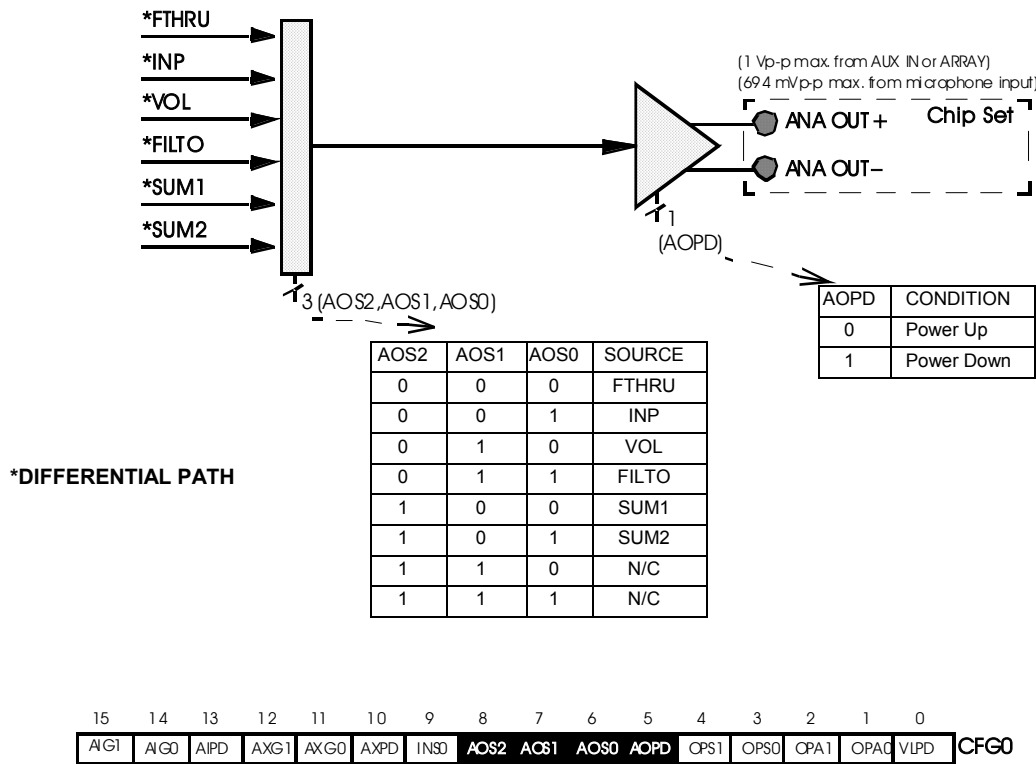 *FTHRU
*INP
*VOL
*FILTO
*SUM1
*SUM2
(1 Vp-p max. from AUX IN or ARRAY)
(694 mVp-p max. from microphone input)
Chip Set
ANA OUT+
ANA OUT–
1
(AOPD)
3 (AOS2,AOS1,AOS0)
AOPD CONDITION
0 Power Up
1 Power Down
AOS2 AOS1 AOS0 SOURCE
0 0 0 FTHRU
0 0 1 INP
0 1 0 VOL
0 1 1 FILTO
1 0 0 SUM1
1 0 1 SUM2
1 1 0 N/C
1 1 1 N/C
*DIFFERENTIAL PATH
15 14 13 12 11 10 9 8 7 6 5 4 3 2 1 0
AIG1 AIG0 AIPD AXG1 AXG0 AXPD INS0 AOS2 AOS1 AOS0 AOPD OPS1 OPS0 OPA1 OPA0 VLPD CFG0